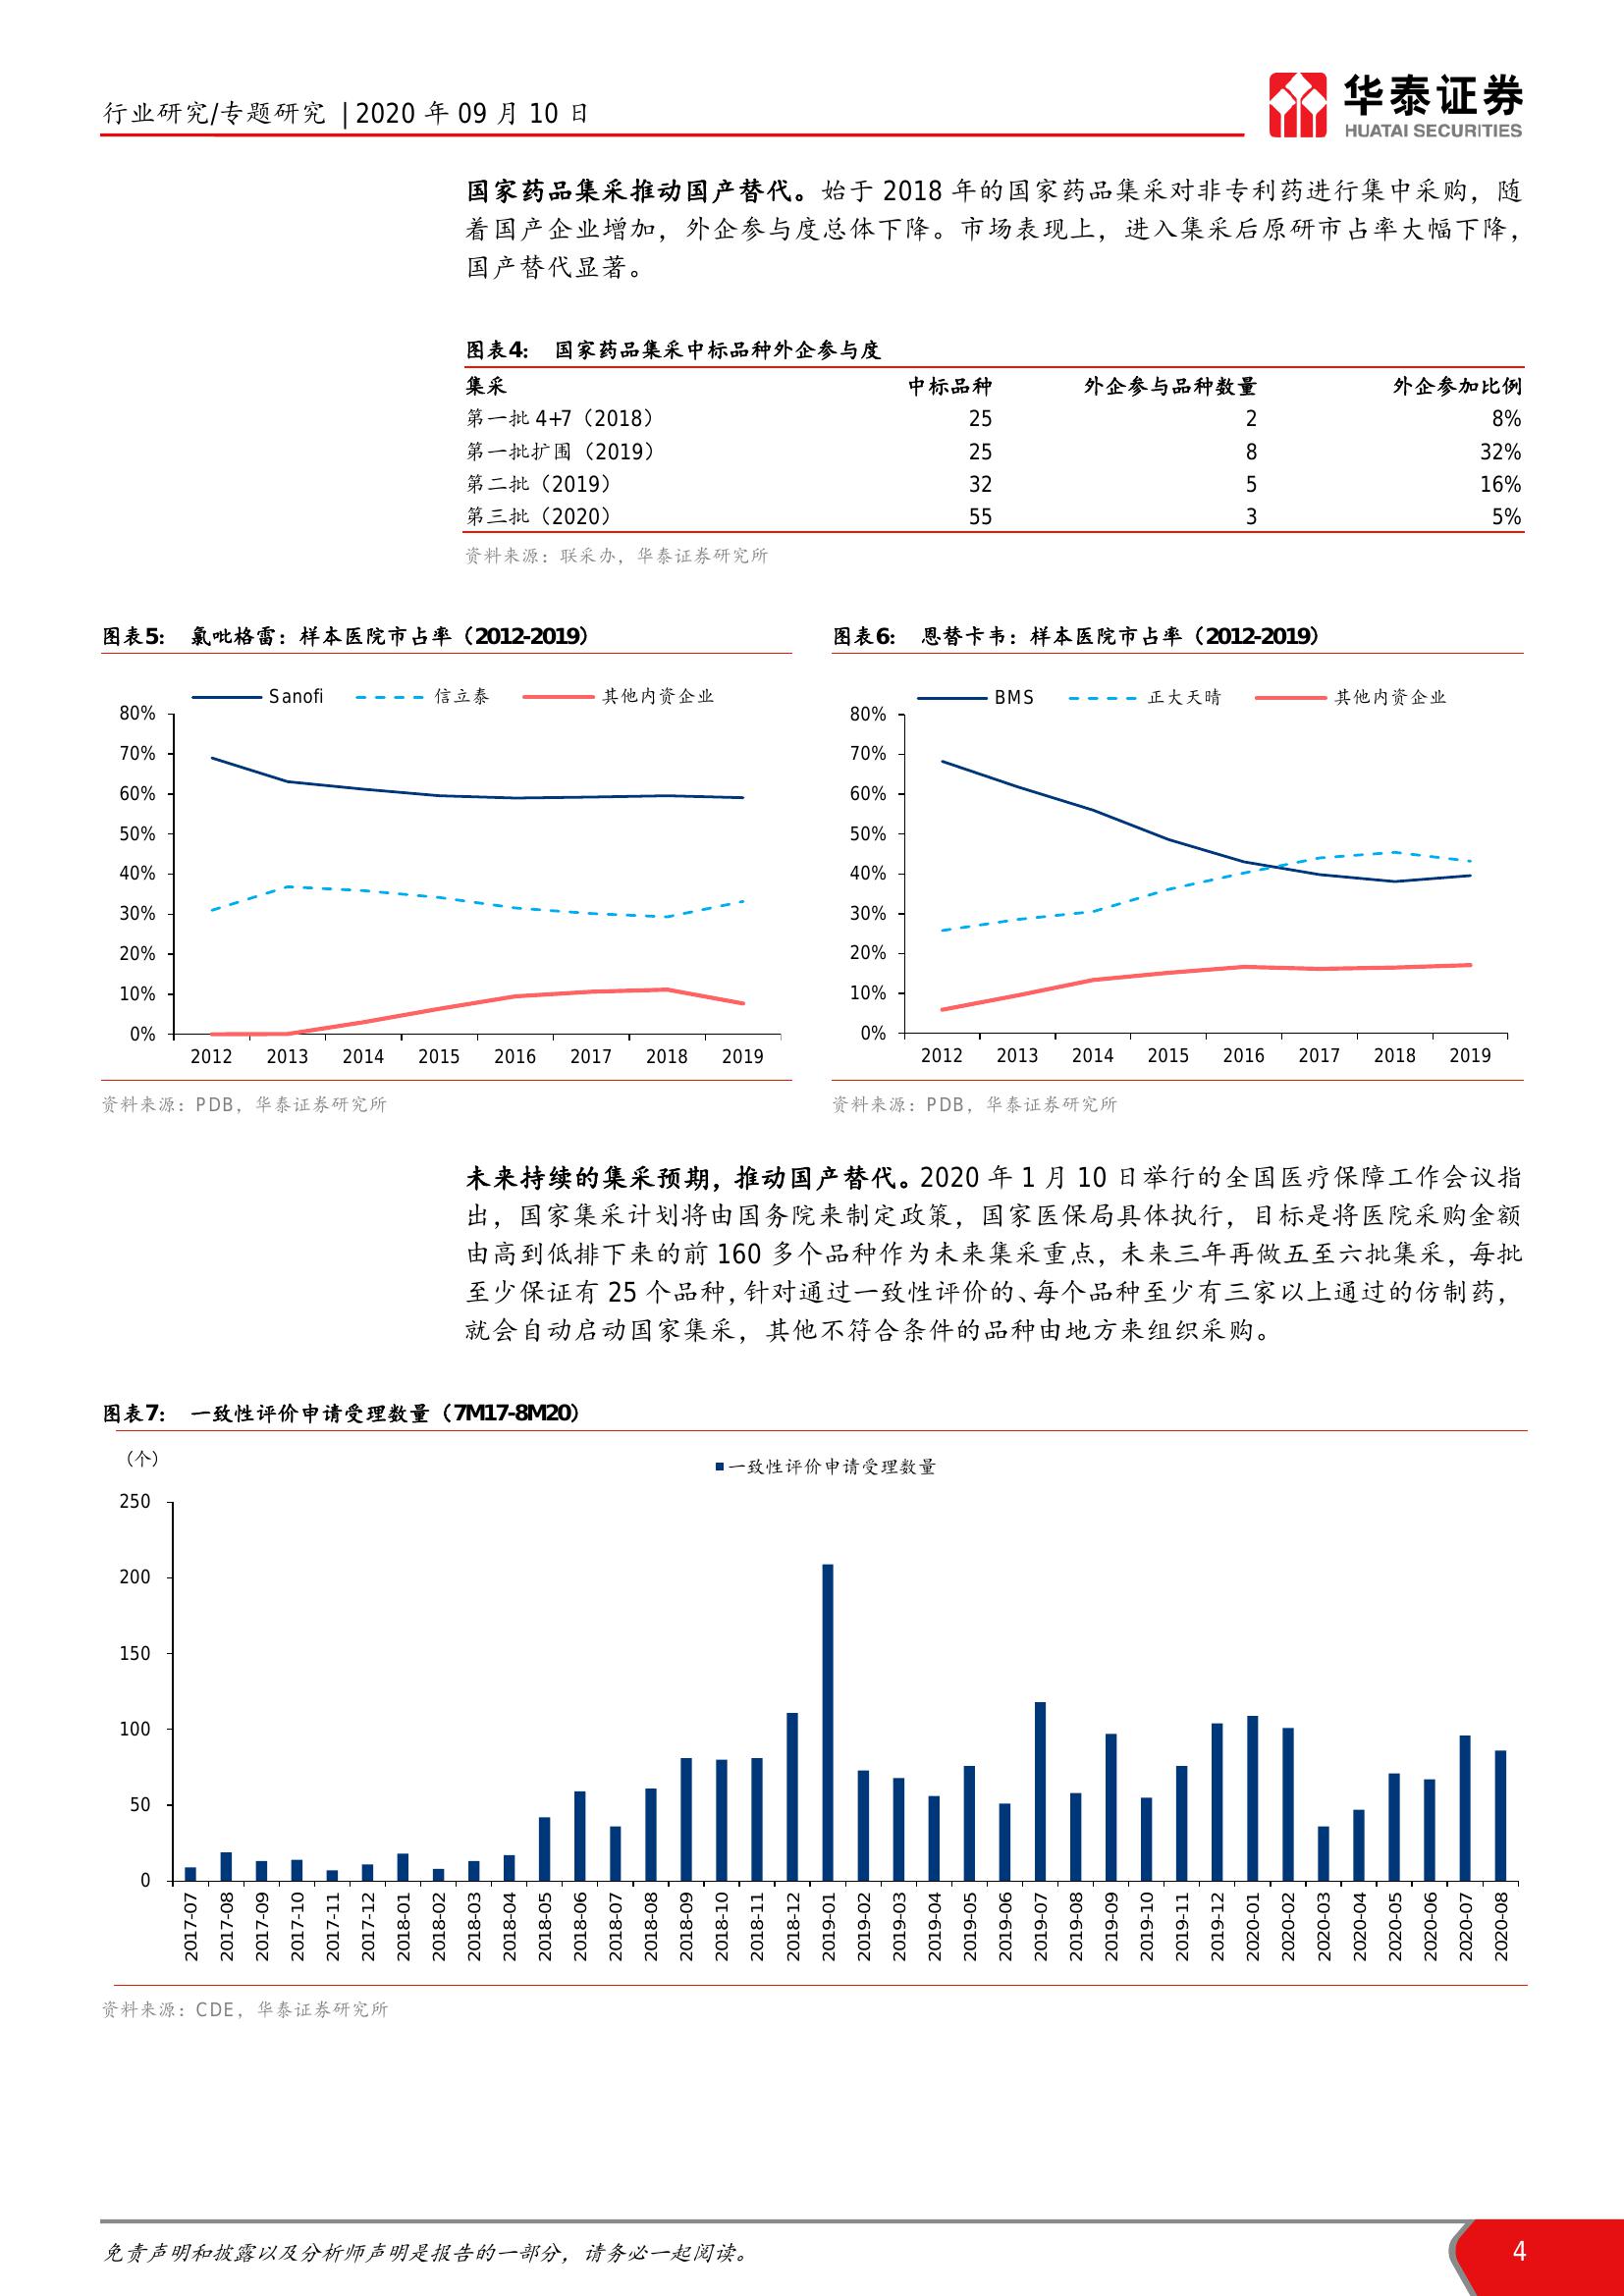 行业研究/专题研究 | 2020 年 09 月 10 日
华泰证券
HUATAI SECURITIES
国家药品集采推动国产替代。始于 2018 年的国家药品集采对非专利药进行集中采购，随
着国产企业增加，外企参与度总体下降。市场表现上，进入集采后原研市占率大幅下降，
国产替代显著。
图表4： 国家药品集采中标品种外企参与度
集采 中标品种 外企参与品种数量 外企参加比例
第一批 4+7（2018） 25 2 8%
第一批扩围（2019） 25 8 32%
第二批（2019） 32 5 16%
第三批（2020） 55 3 5%
资料来源：联采办，华泰证券研究所
图表5： 氯吡格雷：样本医院市占率（2012-2019）
Sanofi 信立泰 其他内资企业
80%
70%
60%
50%
40%
30%
20%
10%
0%
2012 2013 2014 2015 2016 2017 2018 2019
资料来源：PDB，华泰证券研究所
图表6： 恩替卡韦：样本医院市占率（2012-2019）
BMS 正大天晴 其他内资企业
80%
70%
60%
50%
40%
30%
20%
10%
0%
2012 2013 2014 2015 2016 2017 2018 2019
资料来源：PDB，华泰证券研究所
未来持续的集采预期，推动国产替代。2020 年 1 月 10 日举行的全国医疗保障工作会议指
出，国家集采计划将由国务院来制定政策，国家医保局具体执行，目标是将医院采购金额
由高到低排下来的前 160 多个品种作为未来集采重点，未来三年再做五至六批集采，每批
至少保证有 25 个品种，针对通过一致性评价的、每个品种至少有三家以上通过的仿制药，
就会自动启动国家集采，其他不符合条件的品种由地方来组织采购。
图表7： 一致性评价申请受理数量（7M17-8M20）
（个）
一致性评价申请受理数量
250
200
150
100
50
0
2017-07 2017-08 2017-09 2017-10 2017-11 2017-12 2018-01 2018-02 2018-03 2018-04 2018-05 2018-06 2018-07 2018-08 2018-09 2018-10 2018-11 2018-12 2019-01 2019-02 2019-03 2019-04 2019-05 2019-06 2019-07 2019-08 2019-09 2019-10 2019-11 2019-12 2020-01 2020-02 2020-03 2020-04 2020-05 2020-06 2020-07 2020-08
资料来源：CDE，华泰证券研究所
免责声明和披露以及分析师声明是报告的一部分，请务必一起阅读。
4